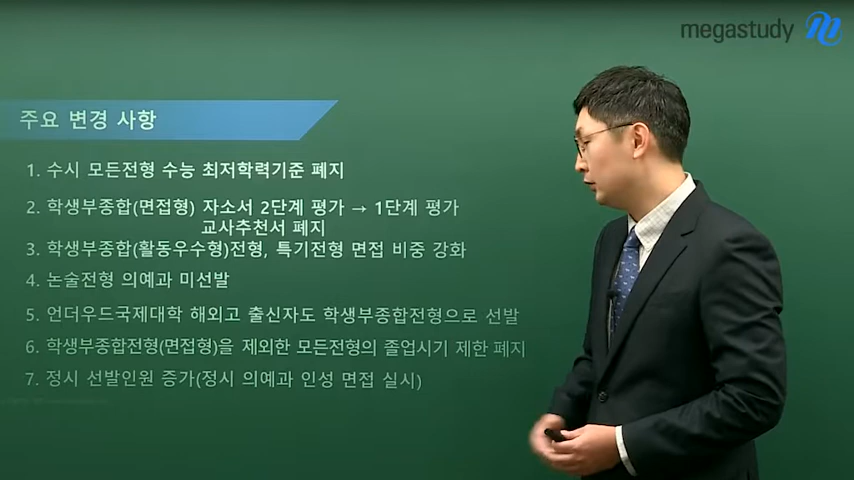 megastudy
주요 변경 사항
1. 수시 모든전형 수능 최저학력기준 폐지
2. 학생부종합(면접형) 자소서 2단계 평가 → 1단계 평가
교사추천서 폐지
3. 학생부종합(활동우수형)전형, 특기전형 면접 비중 강화
4. 논술전형 의예과 미선발
5. 언더우드국제대학 해외고 출신자도 학생부종합전형으로 선발
6. 학생부종합전형(면접형)을 제외한 모든전형의 졸업시기 제한 폐지
7. 정시 선발인원 증가(정시 의예과 인성 면접 실시)